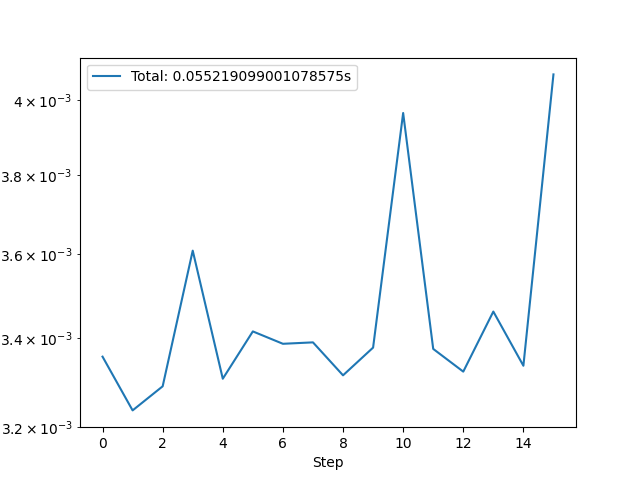 Total: 0.055219099001078575s
4 × 10⁻³
3.8 × 10⁻³
3.6 × 10⁻³
3.4 × 10⁻³
3.2 × 10⁻³
0 2 4 6 8 10 12 14
Step